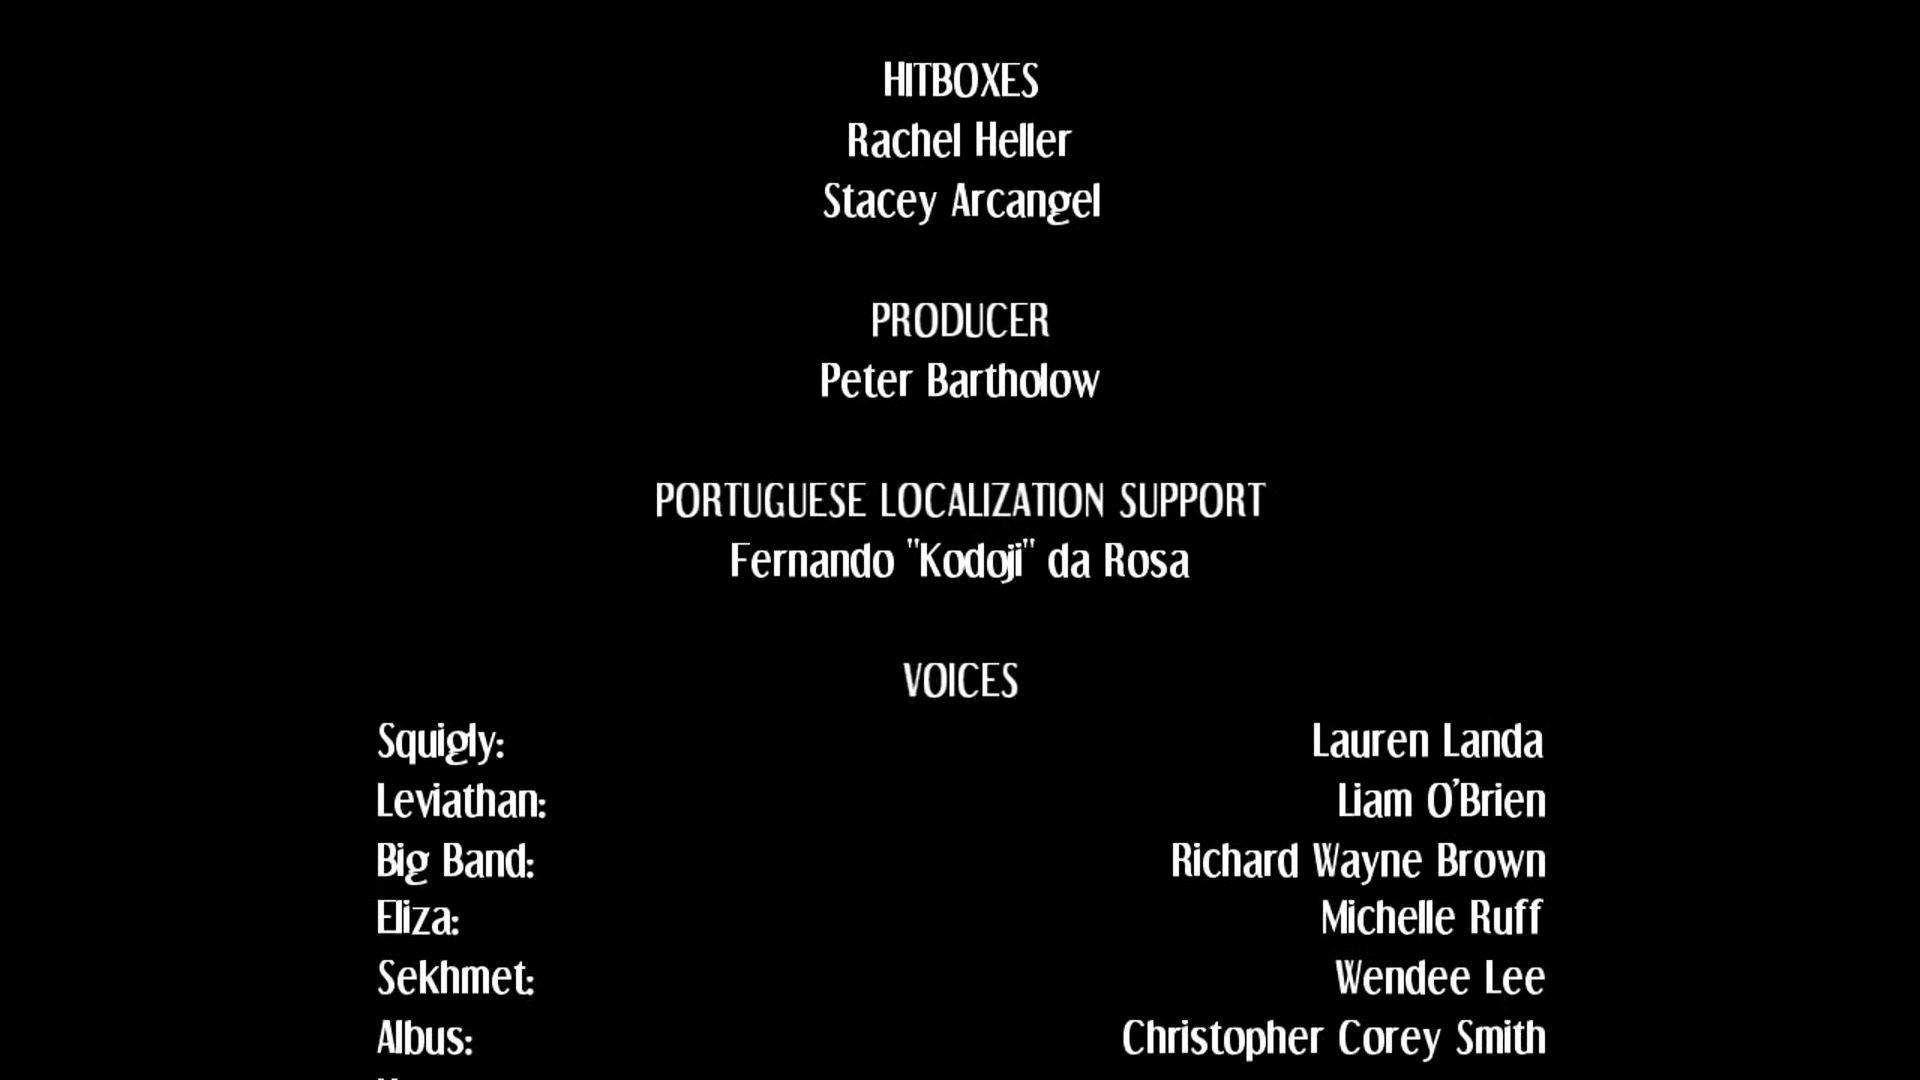 HITBOXES
Rachel Heller
Stacey Arcangel
PRODUCER
Peter Bartholow
PORTUGUESE LOCALIZATION SUPPORT
Fernando "Kodoji" da Rosa
VOICES
Squigly: Lauren Landa
Leviathan: Liam O'Brien
Big Band: Richard Wayne Brown
Eliza: Michelle Ruff
Sekhmet: Wendee Lee
Albus: Christopher Corey Smith